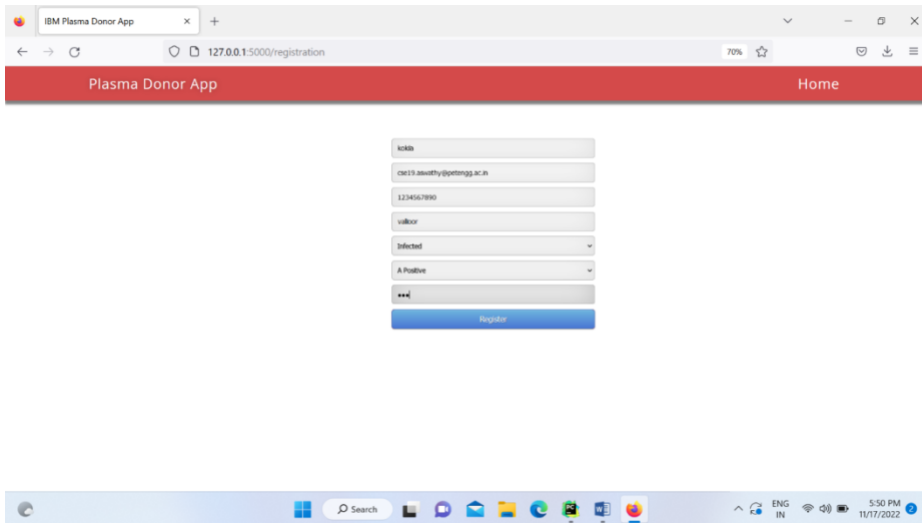 IBM Plasma Donor App
127.0.0.1:5000/registration
70%
Plasma Donor App
Home
kokila
cse19.aswathy@petengg.ac.in
1234567890
valloor
Infected
A Positive
Register
Search
ENG
IN
5:50 PM
11/17/2022
2